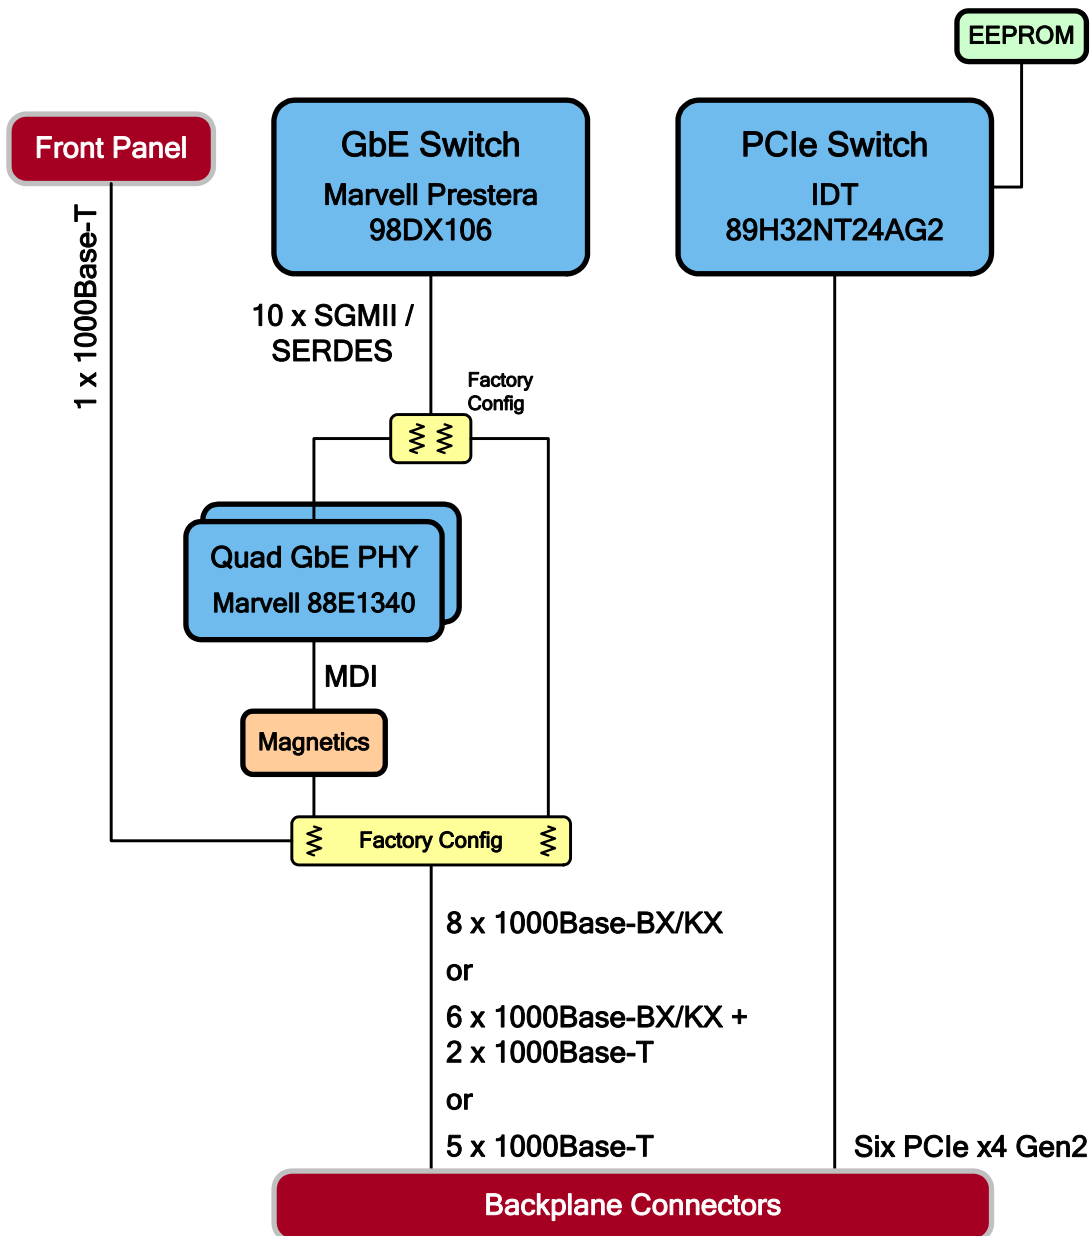 EEPROM
Front Panel
GbE Switch
Marvell Prestera
98DX106
PCIe Switch
IDT
89H32NT24AG2
1 x 1000Base-T
10 x SGMII /
SERDES
Factory
Config
Quad GbE PHY
Marvell 88E1340
MDI
Magnetics
Factory Config
8 x 1000Base-BX/KX
or
6 x 1000Base-BX/KX +
2 x 1000Base-T
or
5 x 1000Base-T
Six PCIe x4 Gen2
Backplane Connectors